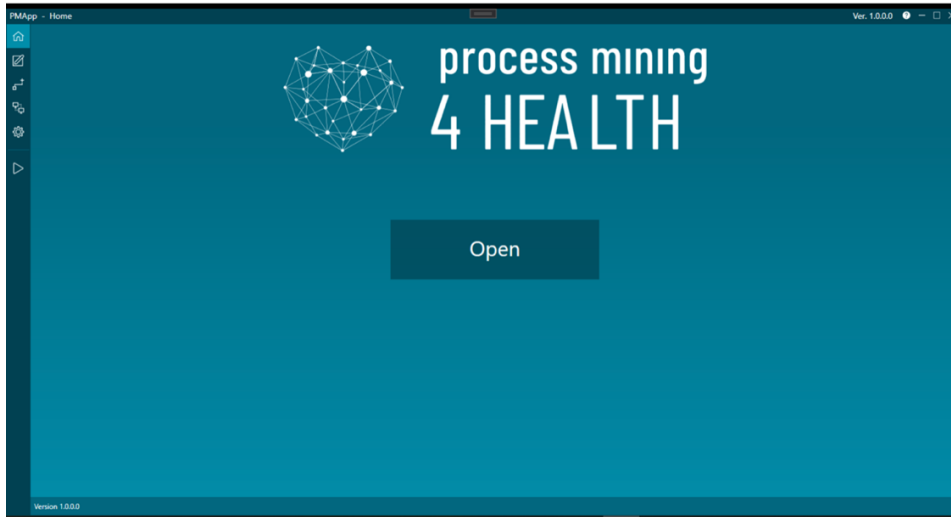 PMApp - Home
Ver. 1.0.0.0
process mining
4 HEALTH
Open
Version 1.0.0.0